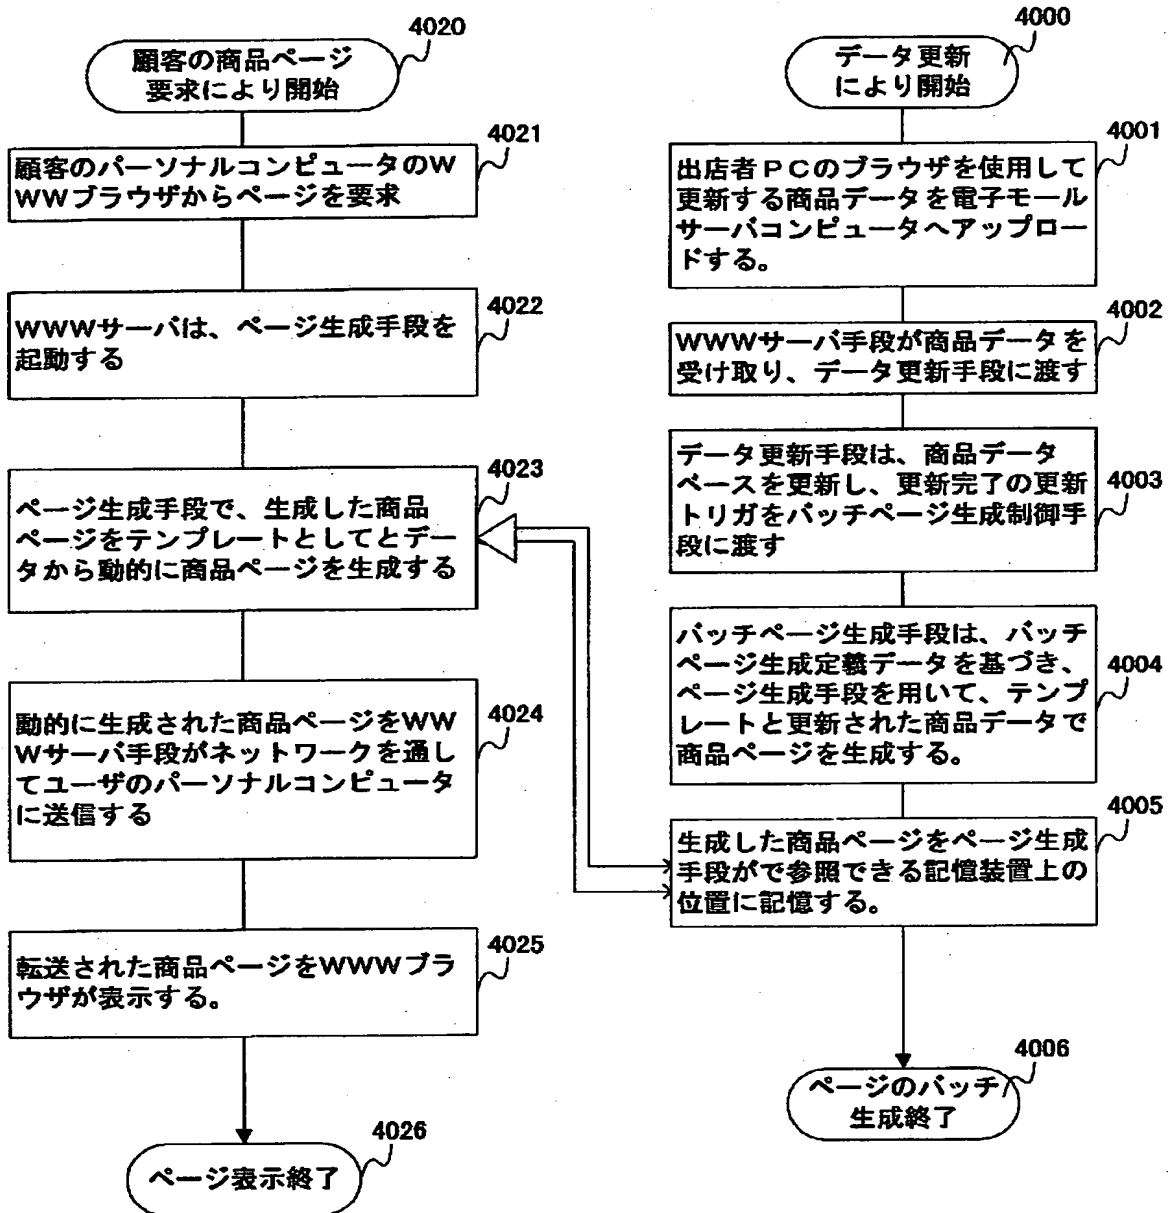 4020
顧客の商品ページ
要求により開始
4021
顧客のパーソナルコンピュータのW
WWブラウザからページを要求
4022
WWWサーバは、ページ生成手段を
起動する
4023
ページ生成手段で、生成した商品
ページをテンプレートとしてとデー
タから動的に商品ページを生成する
4024
動的に生成された商品ページをWW
Wサーバ手段がネットワークを通し
てユーザのパーソナルコンピュータ
に送信する
4025
転送された商品ページをWWWブラ
ウザが表示する。
4026
ページ表示終了
4000
データ更新
により開始
4001
出店者PCのブラウザを使用して
更新する商品データを電子モール
サーバコンピュータへアップロー
ドする。
4002
WWWサーバ手段が商品データを
受け取り、データ更新手段に渡す
4003
データ更新手段は、商品データ
ベースを更新し、更新完了の更新
トリガをバッチページ生成制御手
段に渡す
4004
バッチページ生成手段は、バッチ
ページ生成定義データを基づき、
ページ生成手段を用いて、テンプ
レートと更新された商品データで
商品ページを生成する。
4005
生成した商品ページをページ生成
手段がで参照できる記憶装置上の
位置に記憶する。
4006
ページのバッチ
生成終了